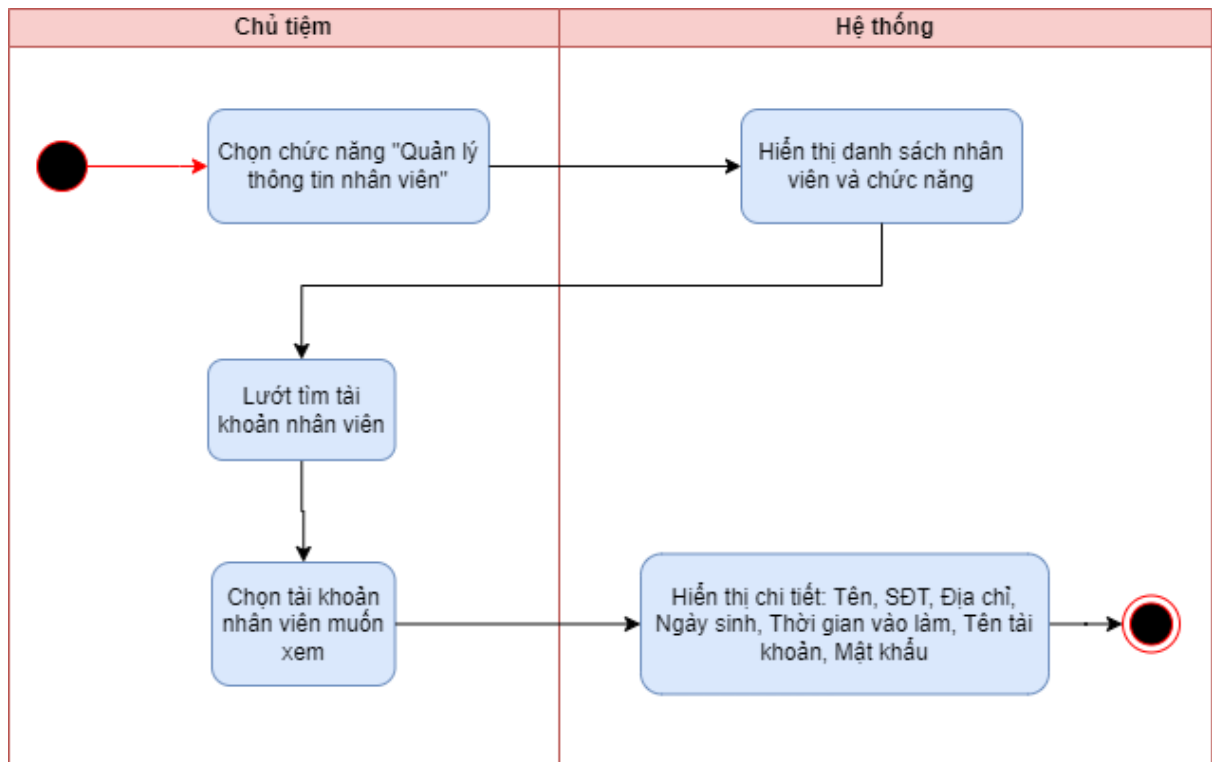 Chủ tiệm
Hệ thống
Chọn chức năng "Quản lý
thông tin nhân viên"
Hiển thị danh sách nhân
viên và chức năng
Lướt tìm tài
khoản nhân viên
Chọn tài khoản
nhân viên muốn
xem
Hiển thị chi tiết: Tên, SĐT, Địa chỉ,
Ngày sinh, Thời gian vào làm, Tên tài
khoản, Mật khẩu